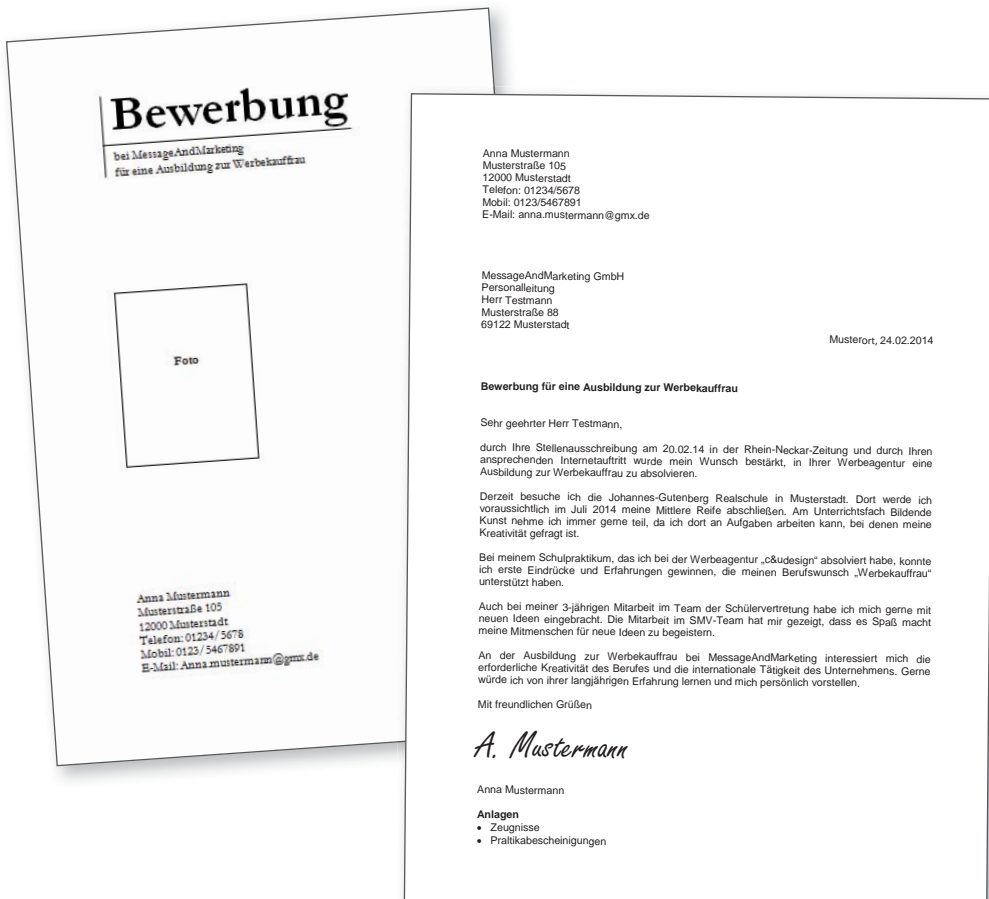 Bewerbung
bei MessageAndMarketing
für eine Ausbildung zur Werbekauffrau
Foto
Anna Mustermann
Musterstraße 105
12000 Musterstadt
Telefon: 01234/5678
Mobil: 0123/5467891
E-Mail: Anna.mustermann@gmx.de
Anna Mustermann
Musterstraße 105
12000 Musterstadt
Telefon: 01234/5678
Mobil: 0123/5467891
E-Mail: anna.mustermann@gmx.de
MessageAndMarketing GmbH
Personalleitung
Herr Testmann
Musterstraße 88
69122 Musterstadt
Musterort, 24.02.2014
Bewerbung für eine Ausbildung zur Werbekauffrau
Sehr geehrter Herr Testmann,
durch Ihre Stellenausschreibung am 20.02.14 in der Rhein-Neckar-Zeitung und durch Ihren
ansprechenden Internetauftritt wurde mein Wunsch bestärkt, in Ihrer Werbeagentur eine
Ausbildung zur Werbekauffrau zu absolvieren.
Derzeit besuche ich die Johannes-Gutenberg Realschule in Musterstadt. Dort werde ich
voraussichtlich im Juli 2014 meine Mittlere Reife abschließen. Am Unterrichtsfach Bildende
Kunst nehme ich immer gerne teil, da ich dort an Aufgaben arbeiten kann, bei denen meine
Kreativität gefragt ist.
Bei meinem Schulpraktikum, das ich bei der Werbeagentur „c&udesign“ absolviert habe, konnte
ich erste Eindrücke und Erfahrungen gewinnen, die meinen Berufswunsch „Werbekauffrau“
unterstützt haben.
Auch bei meiner 3-jährigen Mitarbeit im Team der Schülervertretung habe ich mich gerne mit
neuen Ideen eingebracht. Die Mitarbeit im SMV-Team hat mir gezeigt, dass es Spaß macht
meine Mitmenschen für neue Ideen zu begeistern.
An der Ausbildung zur Werbekauffrau bei MessageAndMarketing interessiert mich die
erforderliche Kreativität des Berufes und die internationale Tätigkeit des Unternehmens. Gerne
würde ich von ihrer langjährigen Erfahrung lernen und mich persönlich vorstellen.
Mit freundlichen Grüßen
A. Mustermann
Anna Mustermann
Anlagen
• Zeugnisse
• Praltikabescheinigungen